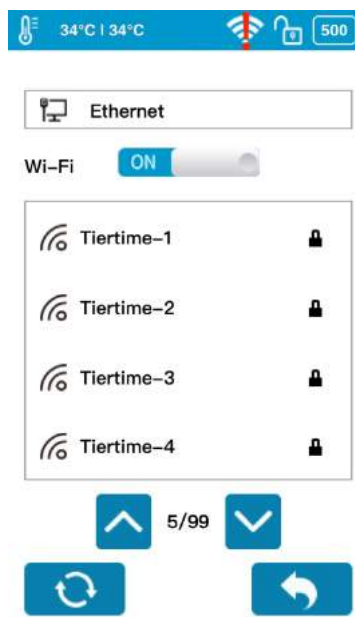 34°C | 34°C 500
Ethernet
Wi-Fi ON
Tiertime-1
Tiertime-2
Tiertime-3
Tiertime-4
5/99